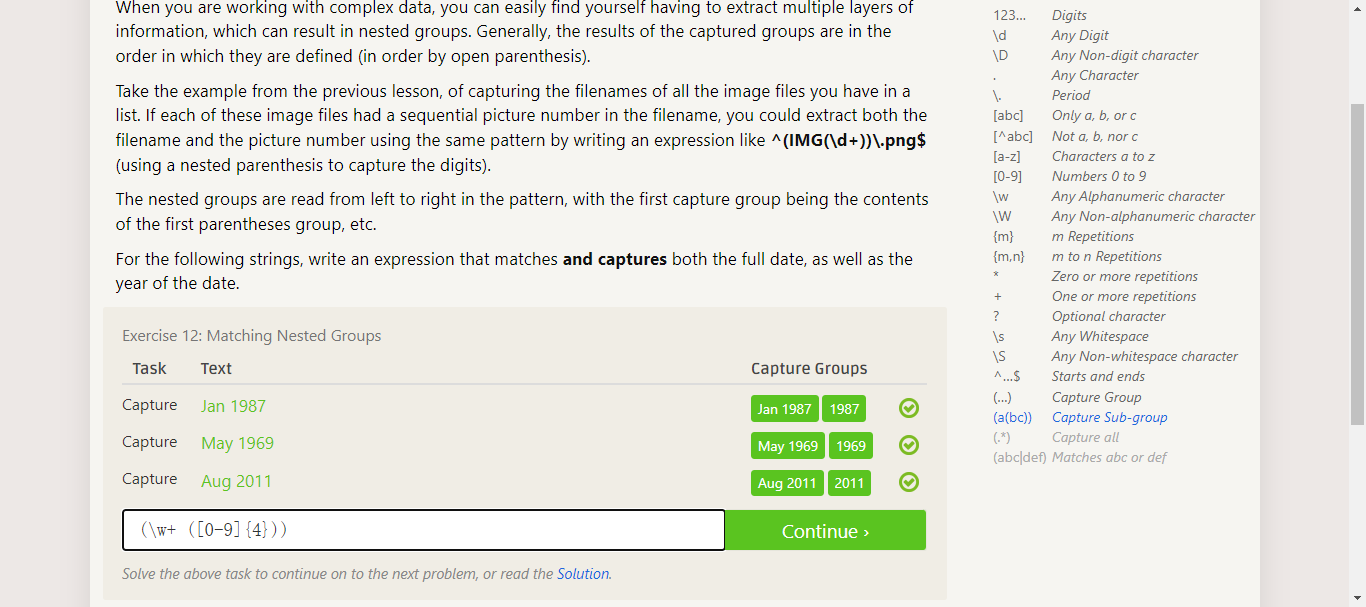 When you are working with complex data, you can easily find yourself having to extract multiple layers of
information, which can result in nested groups. Generally, the results of the captured groups are in the
order in which they are defined (in order by open parenthesis).
Take the example from the previous lesson, of capturing the filenames of all the image files you have in a
list. If each of these image files had a sequential picture number in the filename, you could extract both the
filename and the picture number using the same pattern by writing an expression like ^(IMG(\d+))\.png$
(using a nested parenthesis to capture the digits).
The nested groups are read from left to right in the pattern, with the first capture group being the contents
of the first parentheses group, etc.
For the following strings, write an expression that matches and captures both the full date, as well as the
year of the date.
Exercise 12: Matching Nested Groups
Task Text Capture Groups
Capture Jan 1987 Jan 1987 1987
Capture May 1969 May 1969 1969
Capture Aug 2011 Aug 2011 2011
(\w+ ([0-9]{4})) Continue ›
Solve the above task to continue on to the next problem, or read the Solution.
123... Digits
\d Any Digit
\D Any Non-digit character
. Any Character
\. Period
[abc] Only a, b, or c
[^abc] Not a, b, nor c
[a-z] Characters a to z
[0-9] Numbers 0 to 9
\w Any Alphanumeric character
\W Any Non-alphanumeric character
{m} m Repetitions
{m,n} m to n Repetitions
* Zero or more repetitions
+ One or more repetitions
? Optional character
\s Any Whitespace
\S Any Non-whitespace character
^...$ Starts and ends
(...) Capture Group
(a(bc)) Capture Sub-group
(.*) Capture all
(abc|def) Matches abc or def